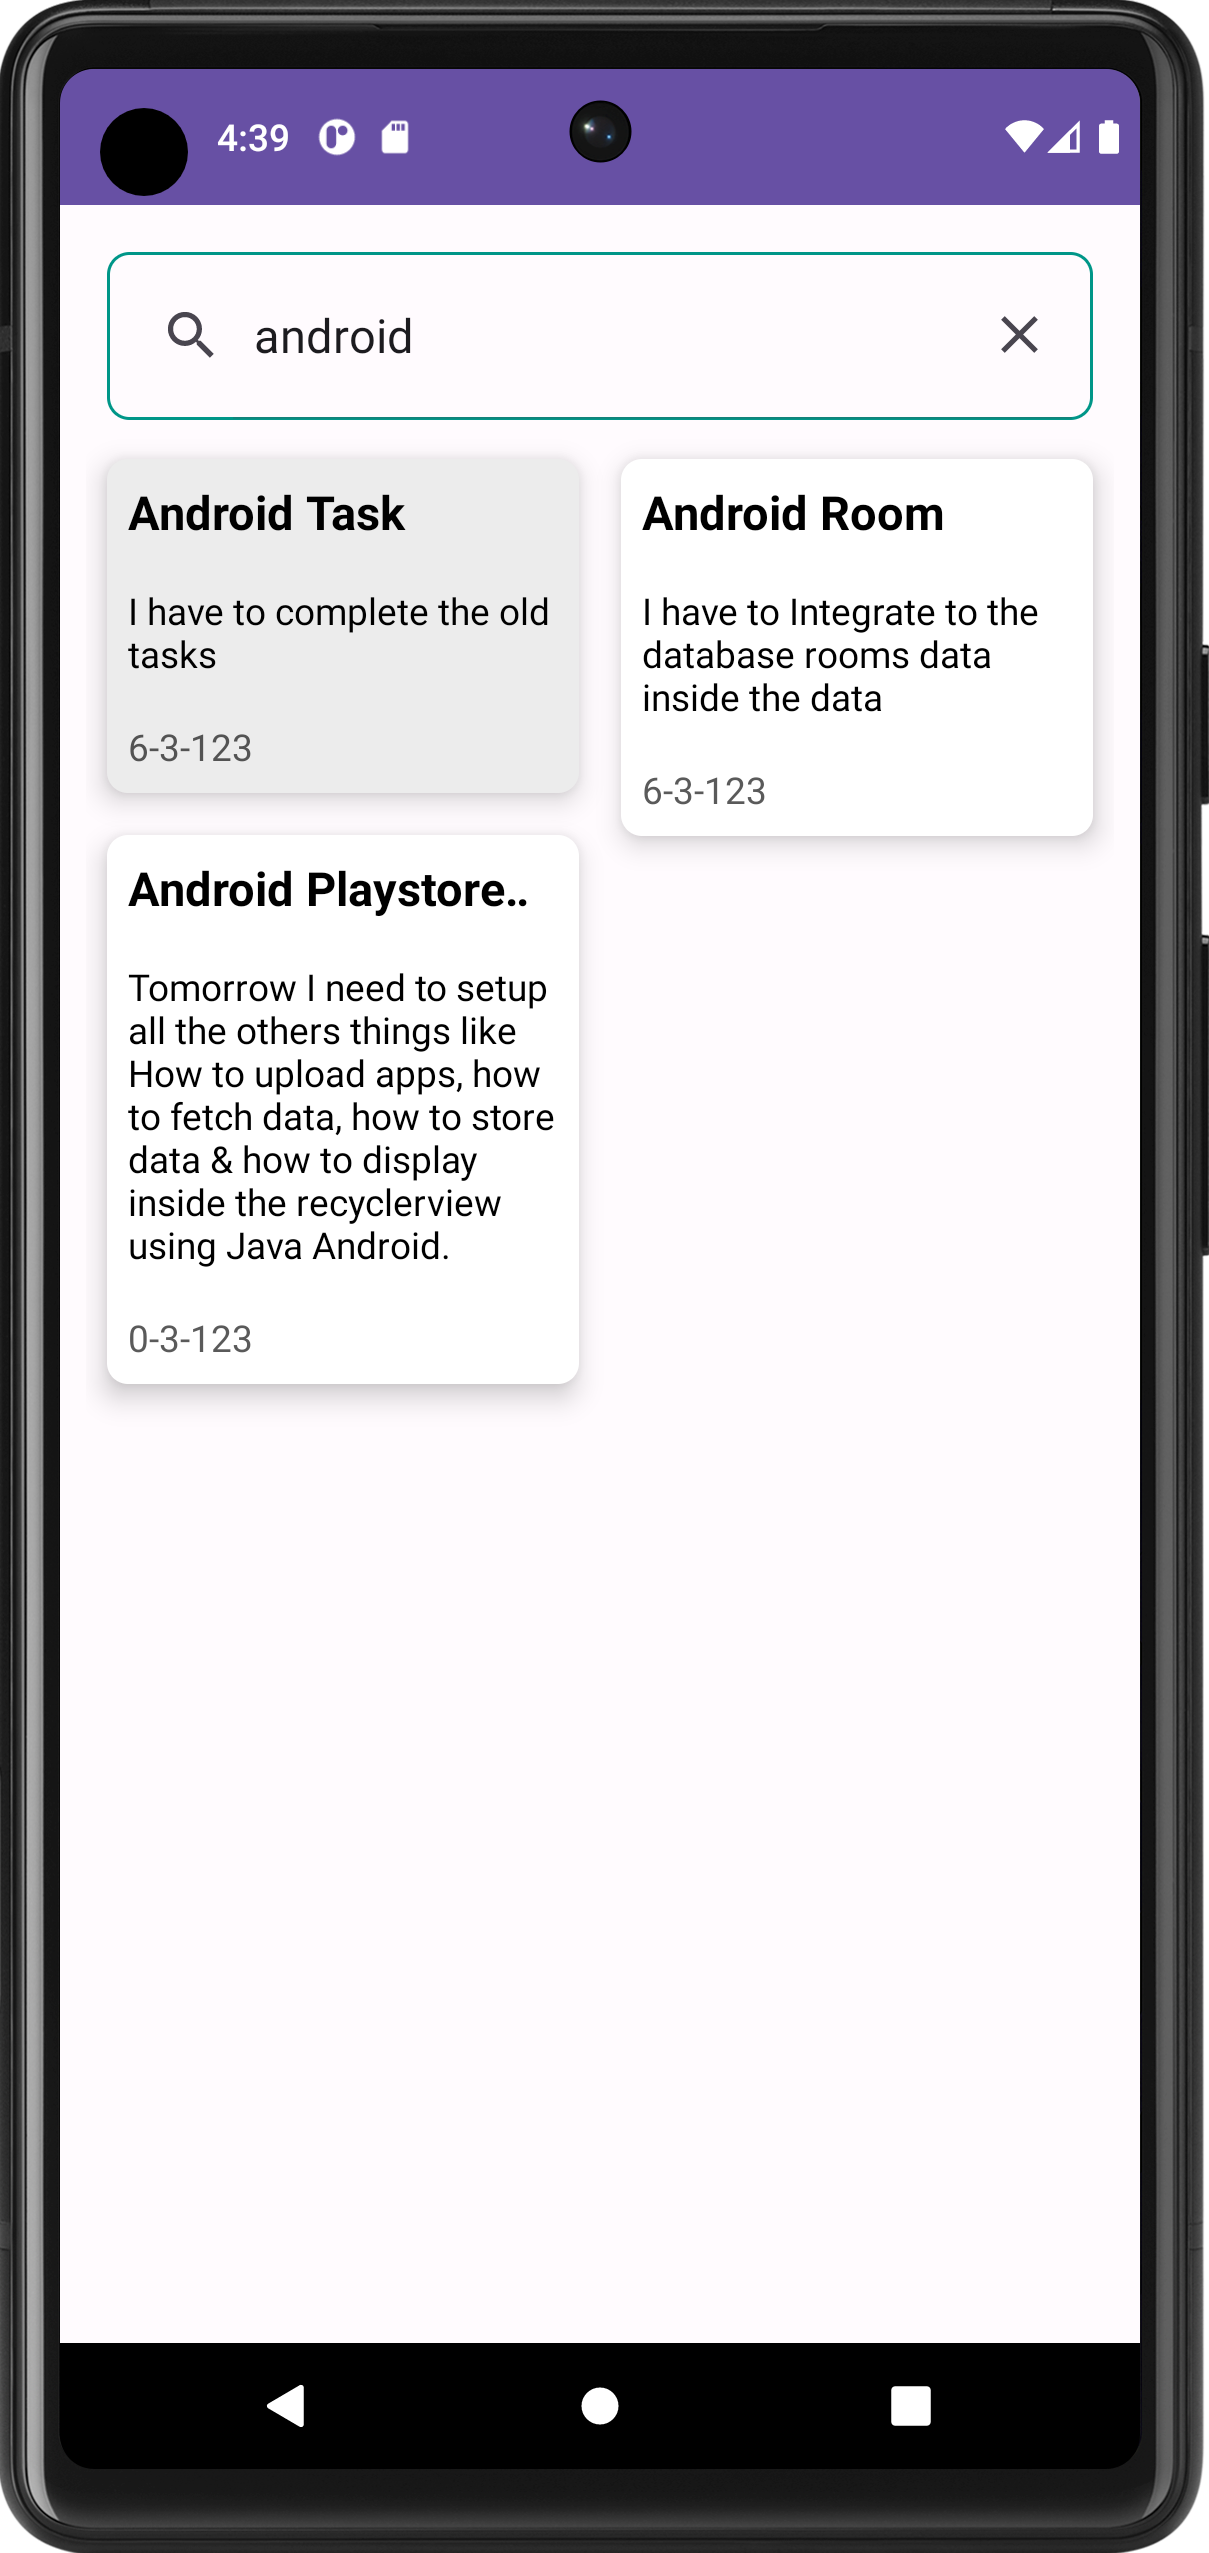 4:39
android
Android Task
I have to complete the old
tasks
6-3-123
Android Room
I have to Integrate to the
database rooms data
inside the data
6-3-123
Android Playstore..
Tomorrow I need to setup
all the others things like
How to upload apps, how
to fetch data, how to store
data & how to display
inside the recyclerview
using Java Android.
0-3-123